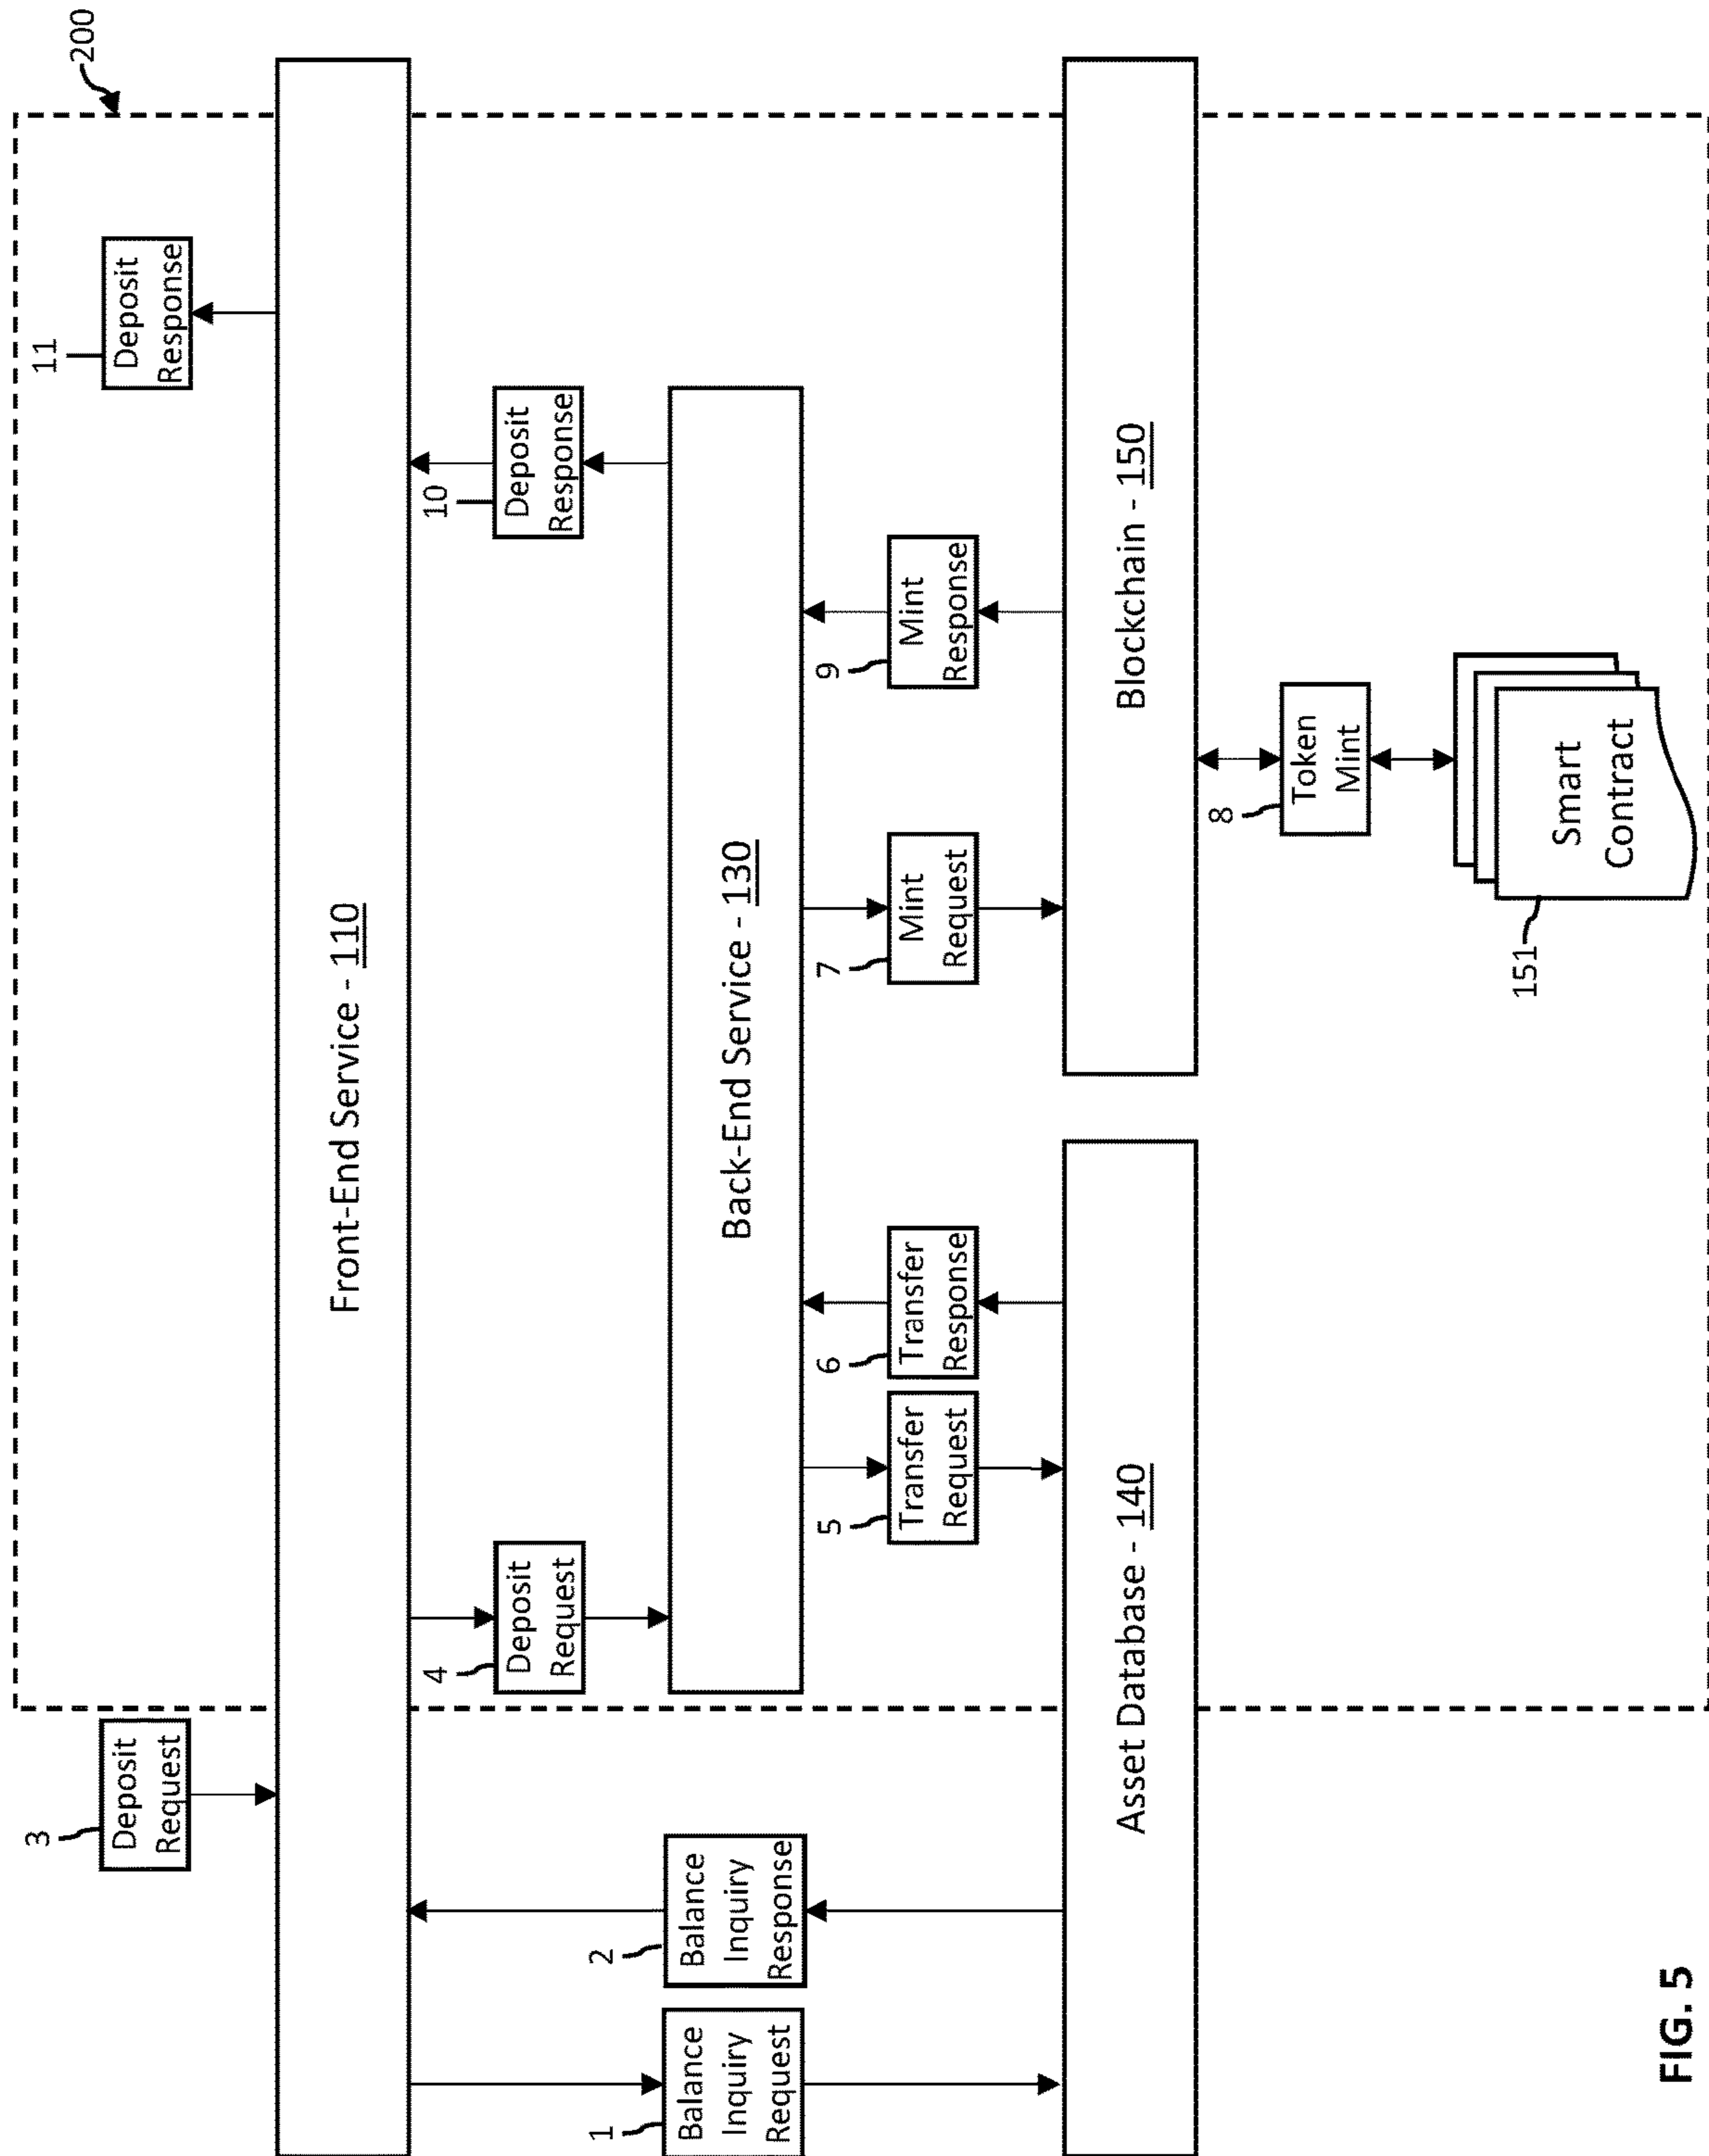 200
3
Deposit
Request
11
Deposit
Response
Front-End Service - 110
1
Balance
Inquiry
Request
2
Balance
Inquiry
Response
4
Deposit
Request
10
Deposit
Response
Back-End Service - 130
5
Transfer
Request
6
Transfer
Response
7
Mint
Request
9
Mint
Response
Asset Database - 140
Blockchain - 150
8
Token
Mint
151
Smart
Contract
FIG. 5